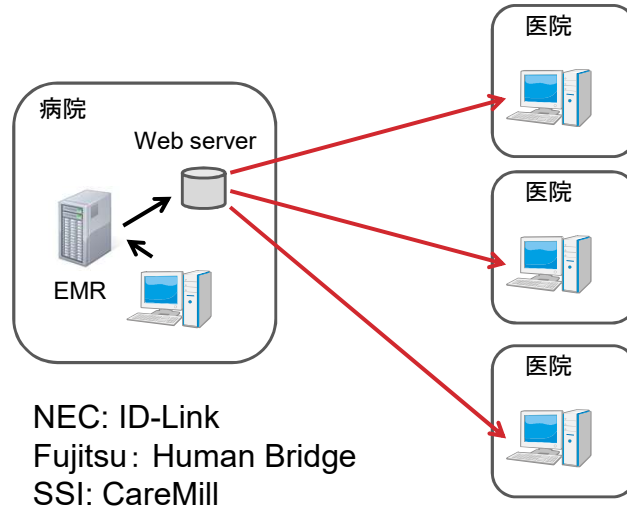 医院
病院
Web server
医院
EMR
医院
NEC: ID-Link
Fujitsu： Human Bridge
SSI: CareMill